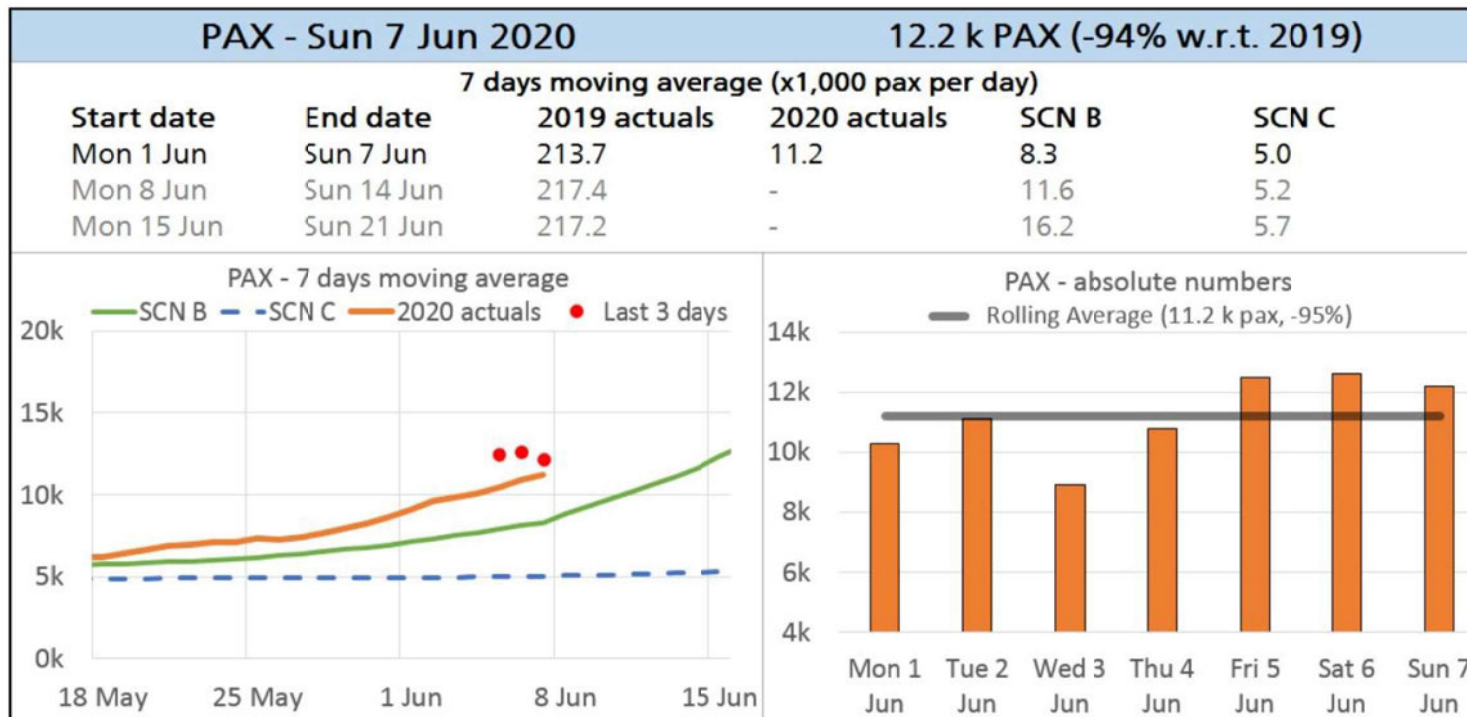 PAX - Sun 7 Jun 2020 12.2 k PAX (-94% w.r.t. 2019)
7 days moving average (x1,000 pax per day)
Start date End date 2019 actuals 2020 actuals SCN B SCN C
Mon 1 Jun Sun 7 Jun 213.7 11.2 8.3 5.0
Mon 8 Jun Sun 14 Jun 217.4 - 11.6 5.2
Mon 15 Jun Sun 21 Jun 217.2 - 16.2 5.7
PAX - 7 days moving average
SCN B SCN C 2020 actuals Last 3 days
20k
15k
10k
5k
0k
18 May 25 May 1 Jun 8 Jun 15 Jun
PAX - absolute numbers
Rolling Average (11.2 k pax, -95%)
14k
12k
10k
8k
6k
4k
Mon 1 Tue 2 Wed 3 Thu 4 Fri 5 Sat 6 Sun 7
Jun Jun Jun Jun Jun Jun Jun